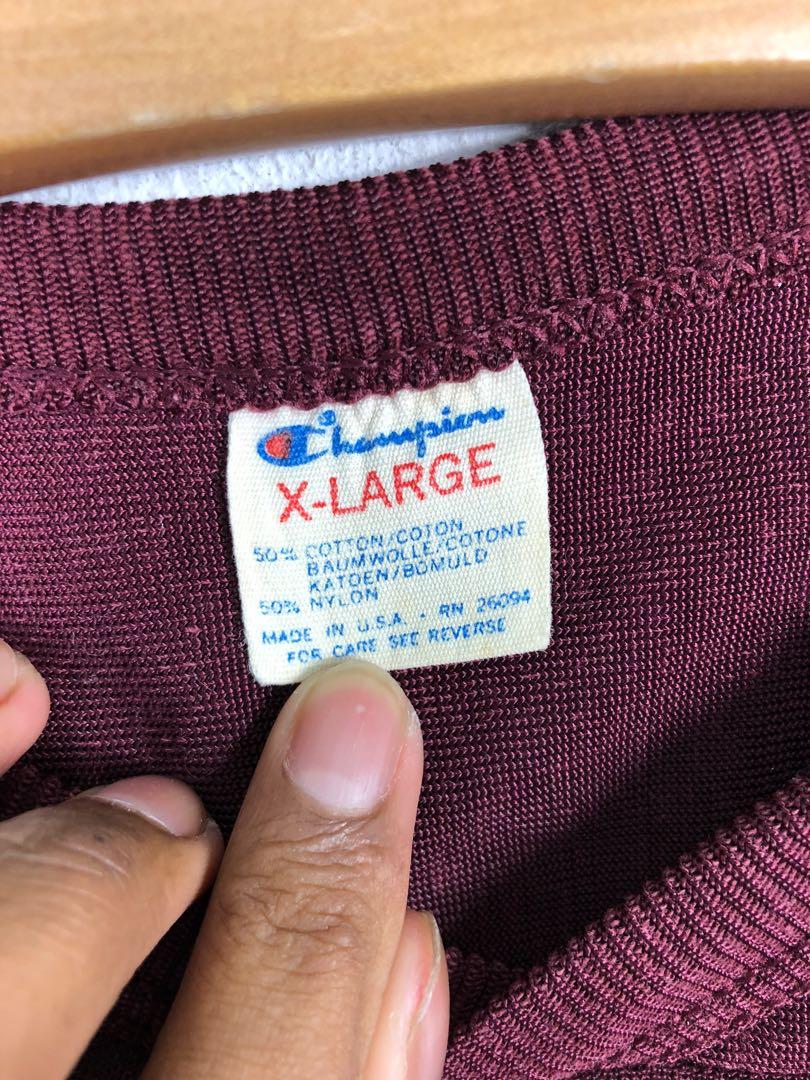 Champion
X-LARGE
50% COTTON/COTON
BAUMWOLLE/COTONE
KATOEN/BOMULD
50% NYLON
MADE IN U.S.A. • RN 26094
FOR CARE SEE REVERSE